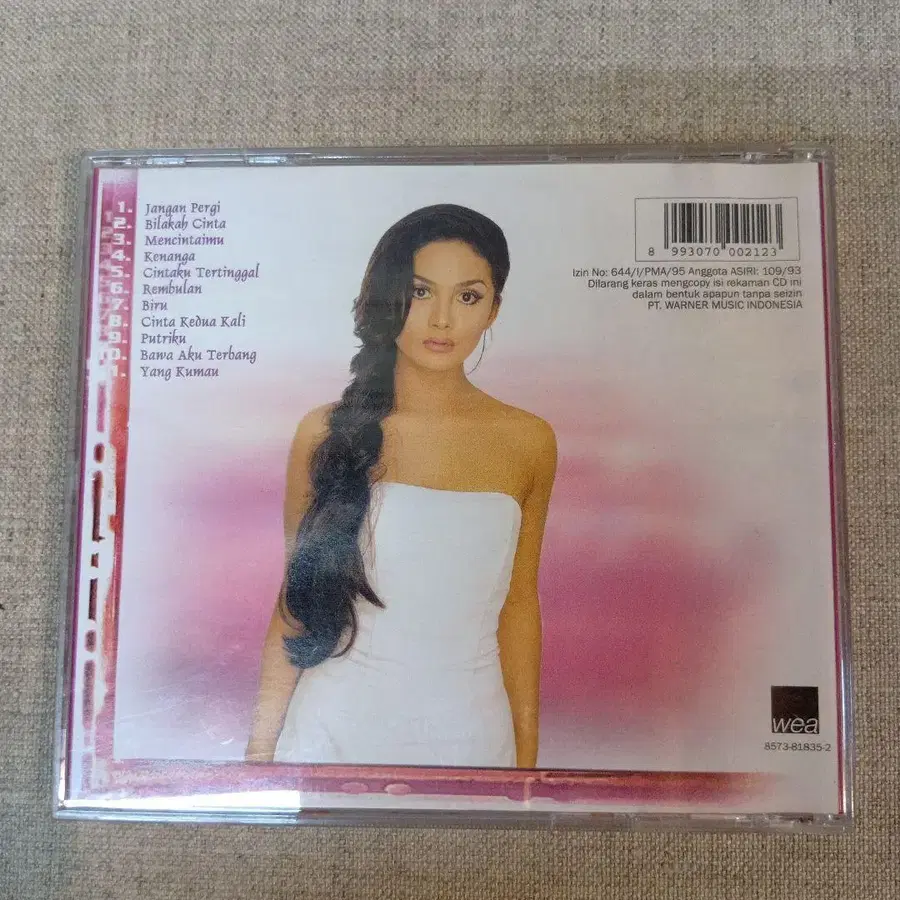 1. Jangan Pergi
2. Bilakah Cinta
3. Mencintaimu
4. Kenanga
5. Cintaku Tertinggal
6. Rembulan
7. Biru
8. Cinta Kedua Kali
9. Putriku
10. Bawa Aku Terbang
11. Yang Kumau
8 993070 002123
Izin No: 644/I/PMA/95 Anggota ASIRI: 109/93
Dilarang keras mengcopy isi rekaman CD ini
dalam bentuk apapun tanpa seizin
PT. WARNER MUSIC INDONESIA
wea
8573-81835-2